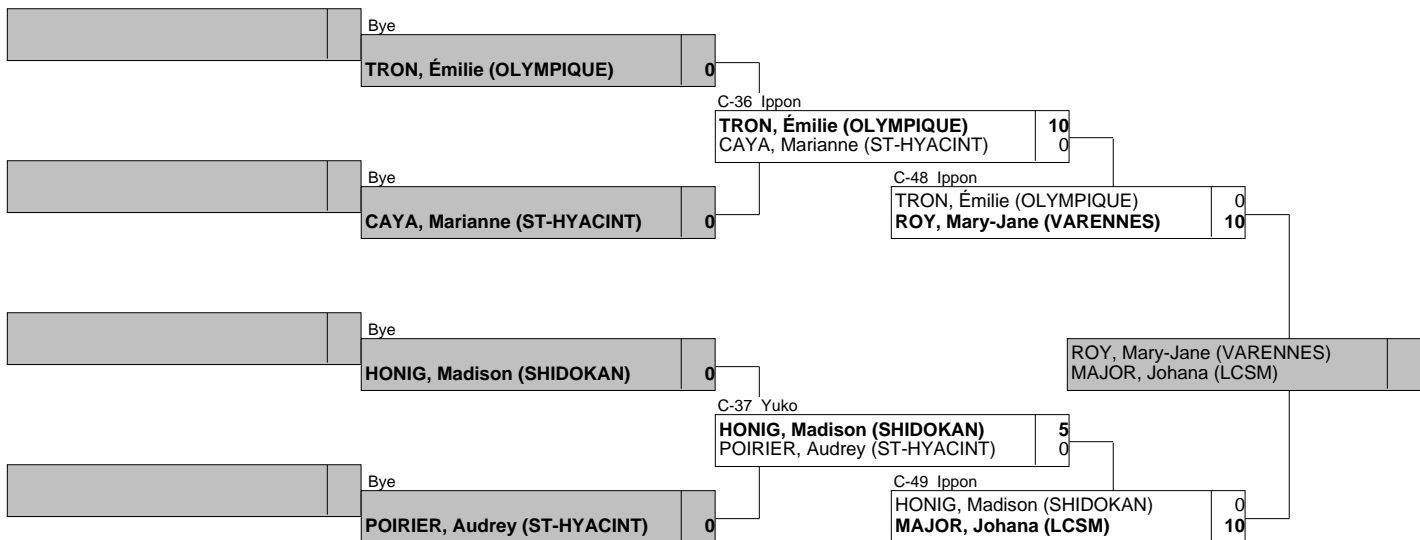 Bye
TRON, Émilie (OLYMPIQUE) 0
C-36 Ippon
TRON, Émilie (OLYMPIQUE) 10
CAYA, Marianne (ST-HYACINT) 0
Bye
CAYA, Marianne (ST-HYACINT) 0
C-48 Ippon
TRON, Émilie (OLYMPIQUE) 0
ROY, Mary-Jane (VARENNES) 10
Bye
HONIG, Madison (SHIDOKAN) 0
ROY, Mary-Jane (VARENNES)
MAJOR, Johana (LCSM)
C-37 Yuko
HONIG, Madison (SHIDOKAN) 5
POIRIER, Audrey (ST-HYACINT) 0
Bye
POIRIER, Audrey (ST-HYACINT) 0
C-49 Ippon
HONIG, Madison (SHIDOKAN) 0
MAJOR, Johana (LCSM) 10